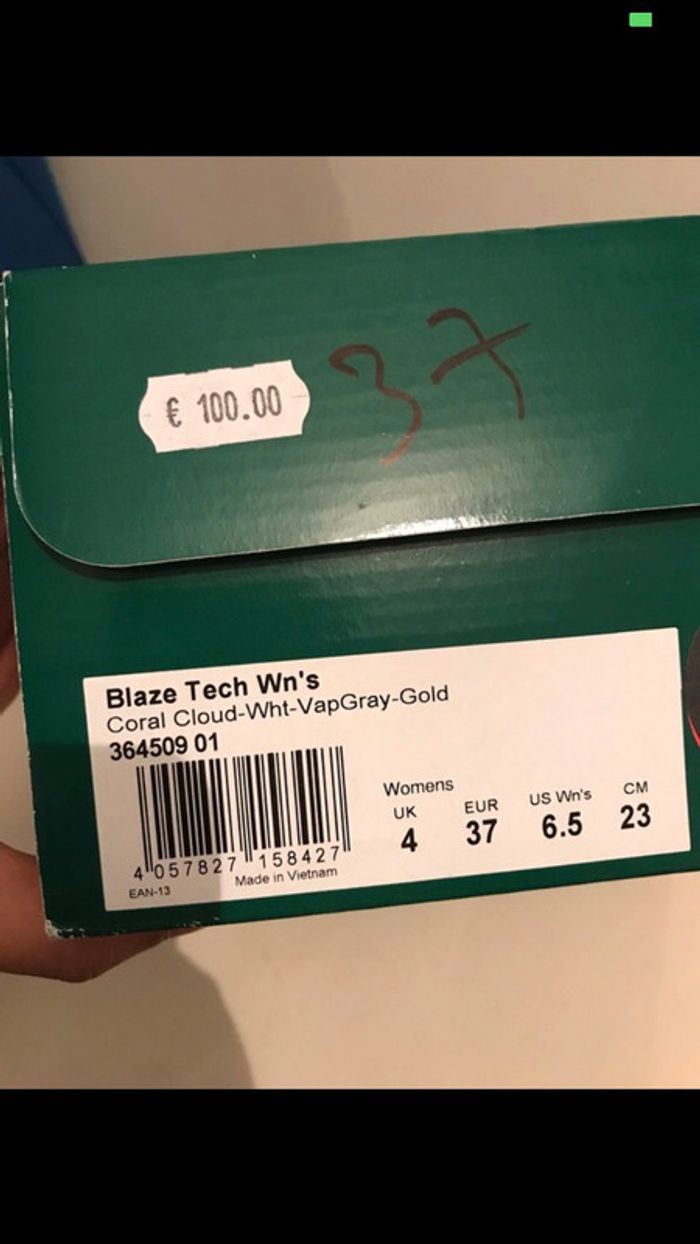 € 100.00
37
Blaze Tech Wn's
Coral Cloud-Wht-VapGray-Gold
364509 01
4 057827 158427
EAN-13 Made in Vietnam
Womens
UK EUR US Wn's CM
4 37 6.5 23